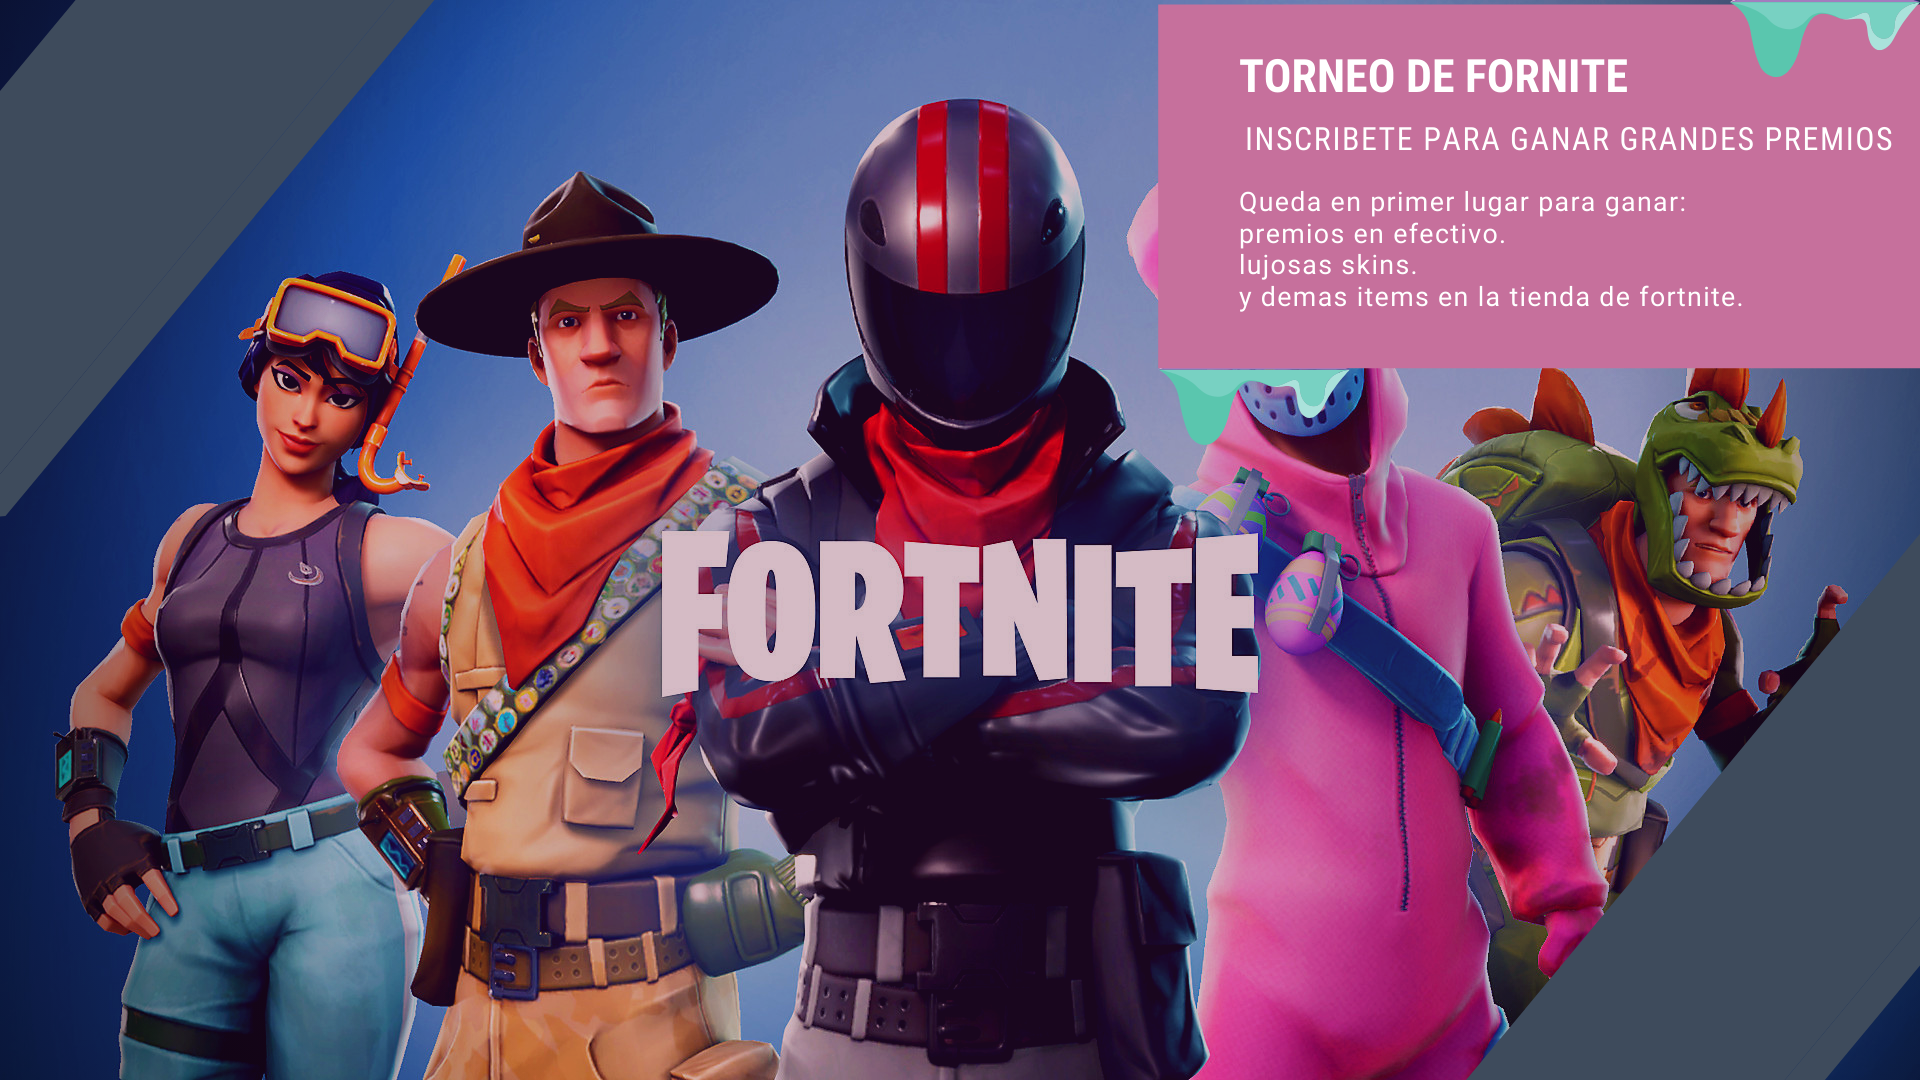 TORNEO DE FORNITE
INSCRIBETE PARA GANAR GRANDES PREMIOS
Queda en primer lugar para ganar:
premios en efectivo.
lujosas skins.
y demas items en la tienda de fortnite.
FORTNITE